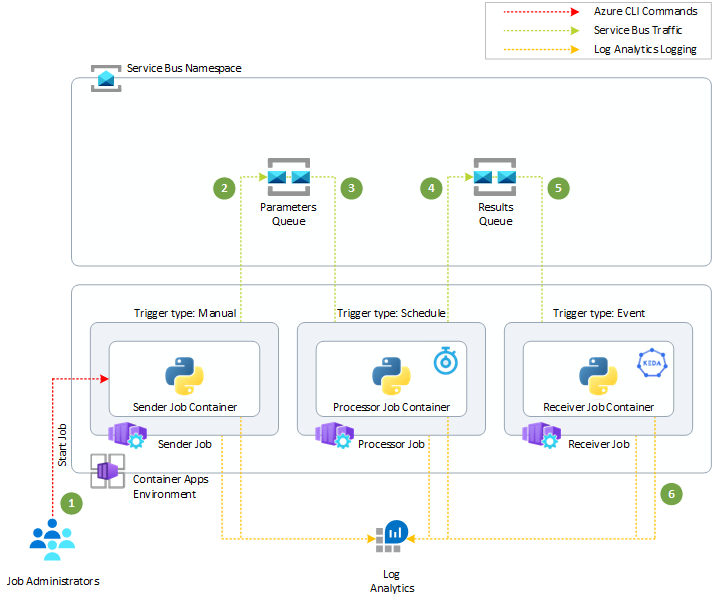 Azure CLI Commands
Service Bus Traffic
Log Analytics Logging
Service Bus Namespace
2
3
4
5
Parameters
Queue
Results
Queue
Trigger type: Manual
Trigger type: Schedule
Trigger type: Event
KEDA
Sender Job Container
Processor Job Container
Receiver Job Container
Start Job
Sender Job
Processor Job
Receiver Job
Container Apps
Environment
1
6
Job Administrators
Log
Analytics